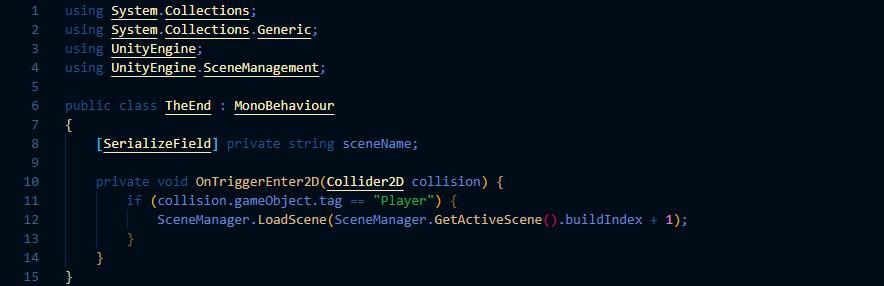 1 using System.Collections;
2 using System.Collections.Generic;
3 using UnityEngine;
4 using UnityEngine.SceneManagement;
5
6 public class TheEnd : MonoBehaviour
7 {
8     [SerializeField] private string sceneName;
9
10     private void OnTriggerEnter2D(Collider2D collision) {
11         if (collision.gameObject.tag == "Player") {
12             SceneManager.LoadScene(SceneManager.GetActiveScene().buildIndex + 1);
13         }
14     }
15 }